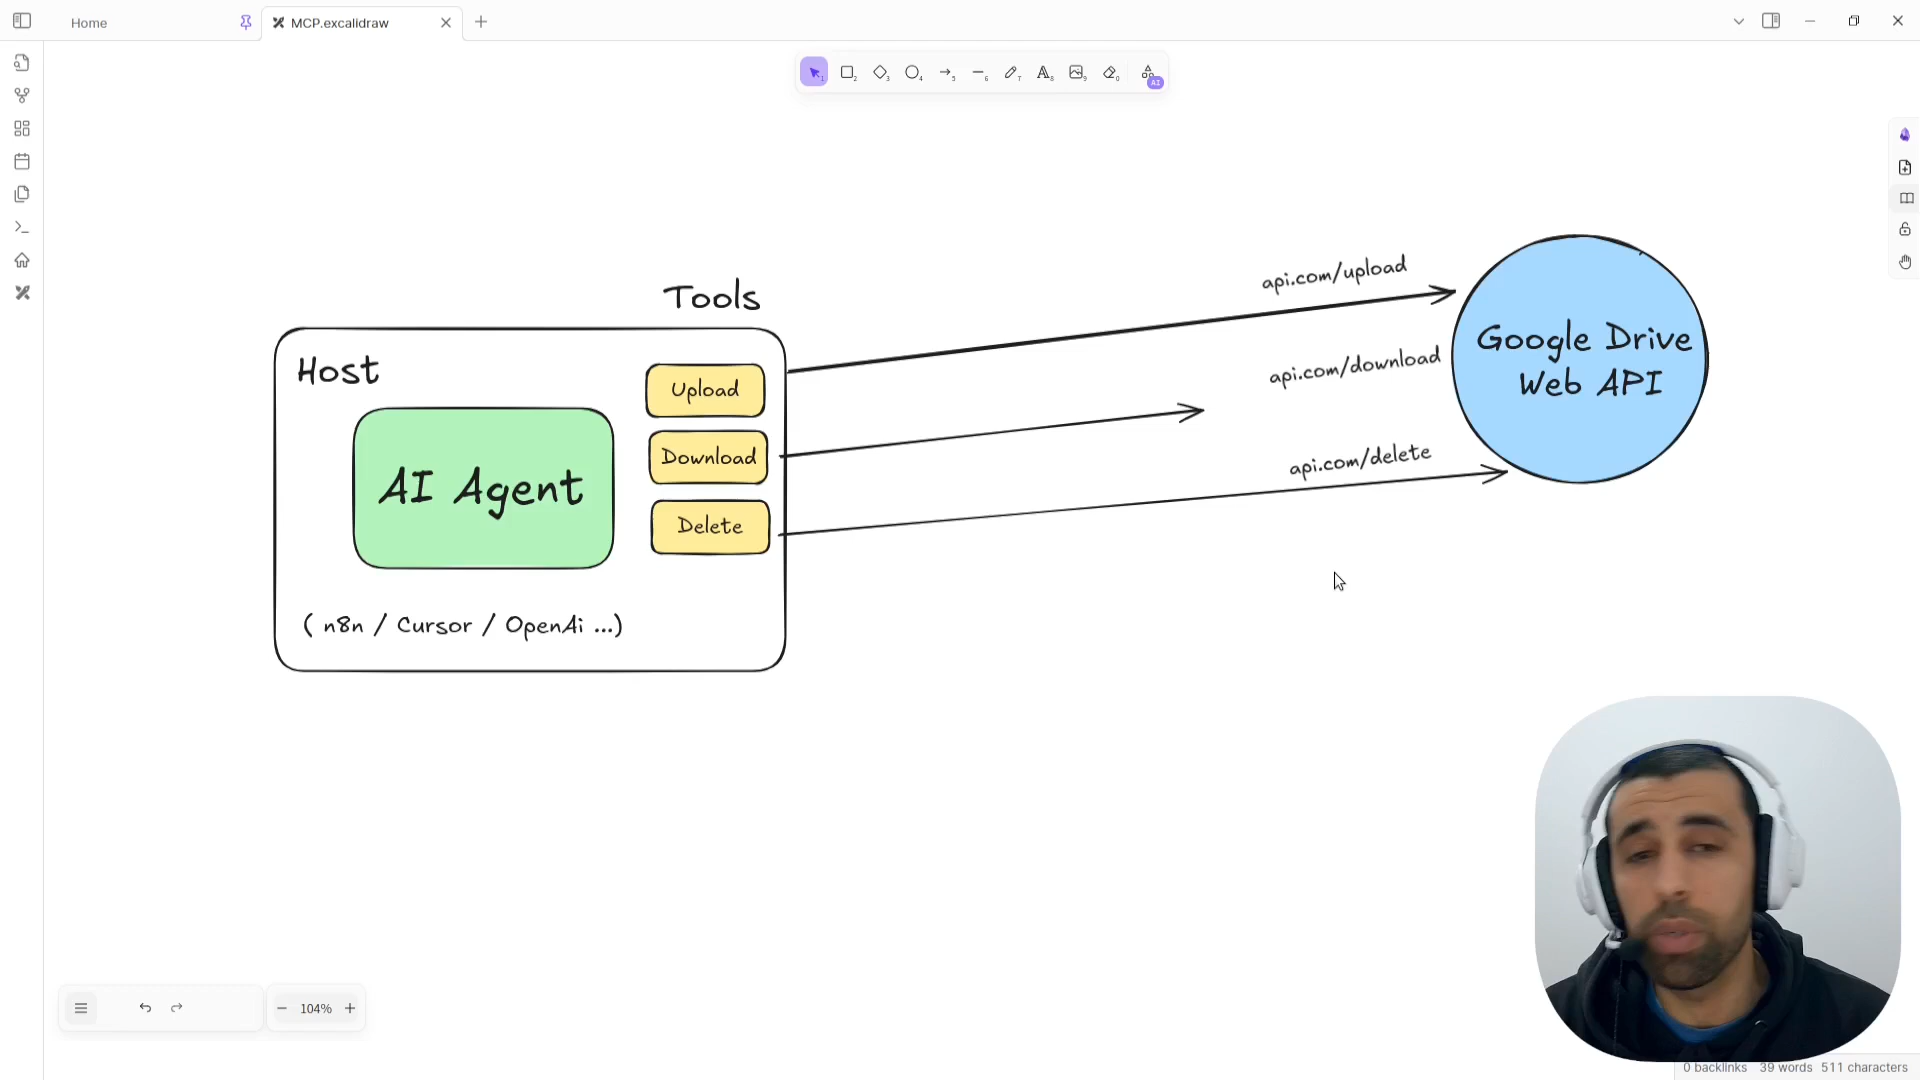 Home
MCP.excalidraw
AI
Tools
Host
Upload
Download
Delete
AI Agent
( n8n / Cursor / OpenAi ...)
api.com/upload
api.com/download
api.com/delete
Google Drive
Web API
104%
0 backlinks 39 words 511 characters